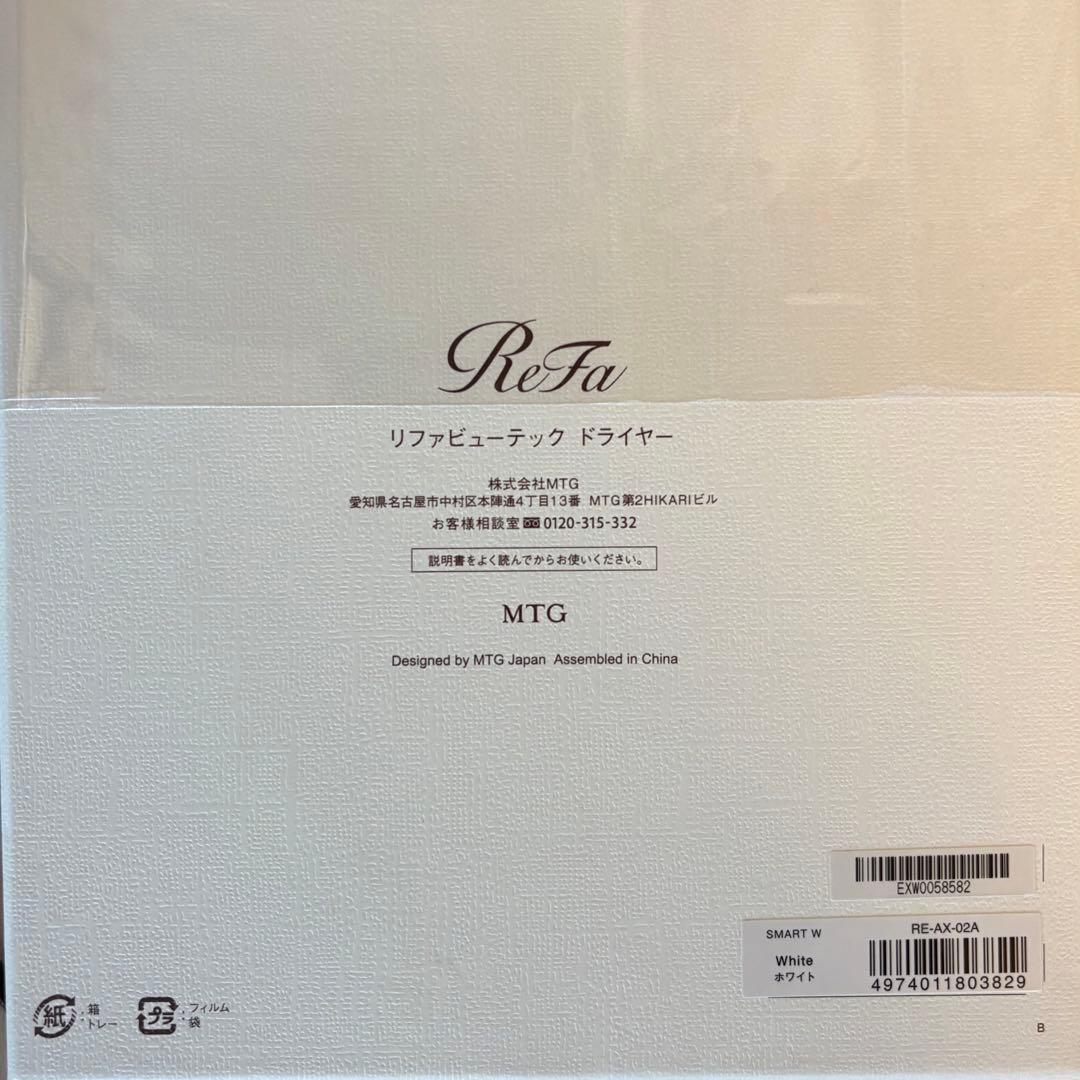 ReFa
リファビューテック ドライヤー
株式会社MTG
愛知県名古屋市中村区本陣通4丁目13番 MTG第2HIKARIビル
お客様相談室 0120-315-332
説明書をよく読んでからお使いください。
MTG
Designed by MTG Japan Assembled in China
EXW0058582
SMART W RE-AX-02A
White
ホワイト
4974011803829
紙 : 箱
: トレー
プラ : フィルム
: 袋
B